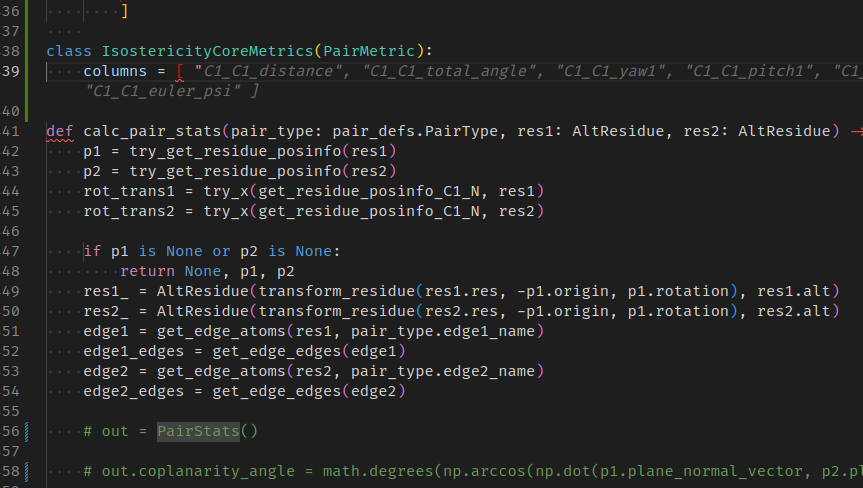 36 ········ ]
37 ····
38 class IsostericityCoreMetrics(PairMetric):
39 ····columns = [ "C1_C1_distance", "C1_C1_total_angle", "C1_C1_yaw1", "C1_C1_pitch1", "C1_
"C1_C1_euler_psi" ]
40
41 def calc_pair_stats(pair_type: pair_defs.PairType, res1: AltResidue, res2: AltResidue) ->
42 ····p1 = try_get_residue_posinfo(res1)
43 ····p2 = try_get_residue_posinfo(res2)
44 ····rot_trans1 = try_x(get_residue_posinfo_C1_N, res1)
45 ····rot_trans2 = try_x(get_residue_posinfo_C1_N, res2)
46
47 ····if p1 is None or p2 is None:
48 ········return None, p1, p2
49 ····res1_ = AltResidue(transform_residue(res1.res, -p1.origin, p1.rotation), res1.alt)
50 ····res2_ = AltResidue(transform_residue(res2.res, -p1.origin, p1.rotation), res2.alt)
51 ····edge1 = get_edge_atoms(res1, pair_type.edge1_name)
52 ····edge1_edges = get_edge_edges(edge1)
53 ····edge2 = get_edge_atoms(res2, pair_type.edge2_name)
54 ····edge2_edges = get_edge_edges(edge2)
55
56 ····# out = PairStats()
57
58 ····# out.coplanarity_angle = math.degrees(np.arccos(np.dot(p1.plane_normal_vector, p2.pl